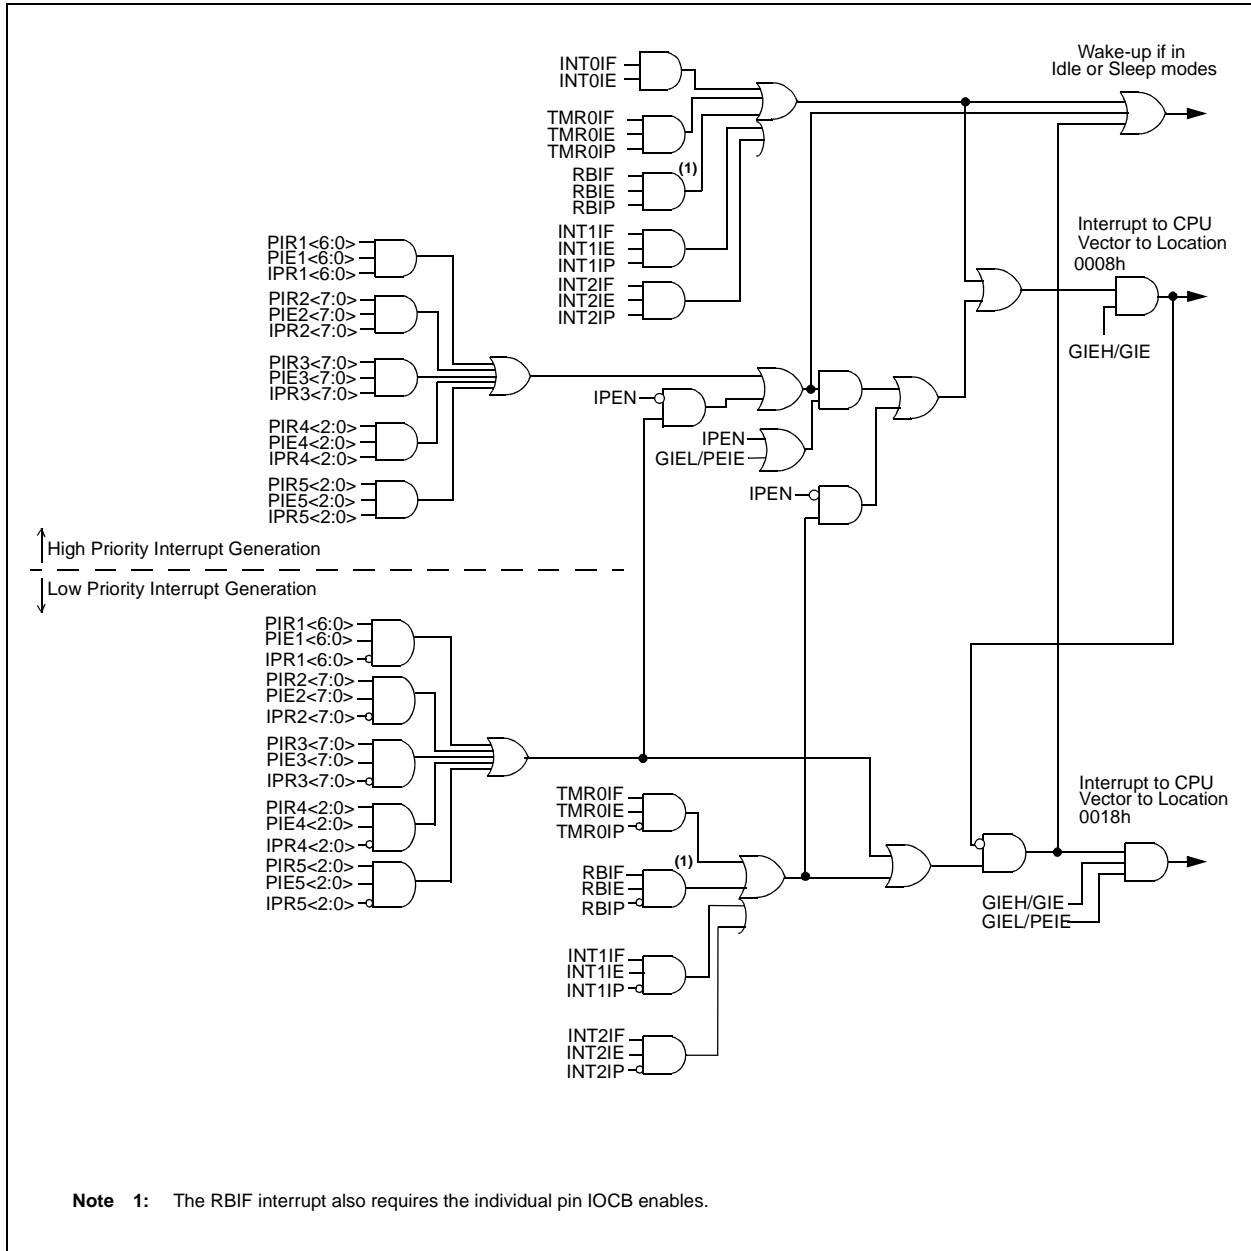 Wake-up if in
Idle or Sleep modes
INT0IF
INT0IE
TMR0IF
TMR0IE
TMR0IP
(1)
RBIF
RBIE
RBIP
INT1IF
INT1IE
INT1IP
INT2IF
INT2IE
INT2IP
Interrupt to CPU
Vector to Location
0008h
GIEH/GIE
PIR1<6:0>
PIE1<6:0>
IPR1<6:0>
PIR2<7:0>
PIE2<7:0>
IPR2<7:0>
PIR3<7:0>
PIE3<7:0>
IPR3<7:0>
PIR4<2:0>
PIE4<2:0>
IPR4<2:0>
PIR5<2:0>
PIE5<2:0>
IPR5<2:0>
IPEN
IPEN
GIEL/PEIE
IPEN
High Priority Interrupt Generation
Low Priority Interrupt Generation
PIR1<6:0>
PIE1<6:0>
IPR1<6:0>
PIR2<7:0>
PIE2<7:0>
IPR2<7:0>
PIR3<7:0>
PIE3<7:0>
IPR3<7:0>
PIR4<2:0>
PIE4<2:0>
IPR4<2:0>
PIR5<2:0>
PIE5<2:0>
IPR5<2:0>
TMR0IF
TMR0IE
TMR0IP
(1)
RBIF
RBIE
RBIP
INT1IF
INT1IE
INT1IP
INT2IF
INT2IE
INT2IP
Interrupt to CPU
Vector to Location
0018h
GIEH/GIE
GIEL/PEIE
Note 1: The RBIF interrupt also requires the individual pin IOCB enables.